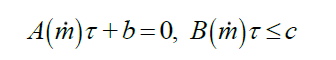 A(ṁ)τ + b = 0, B(ṁ)τ ≤ c